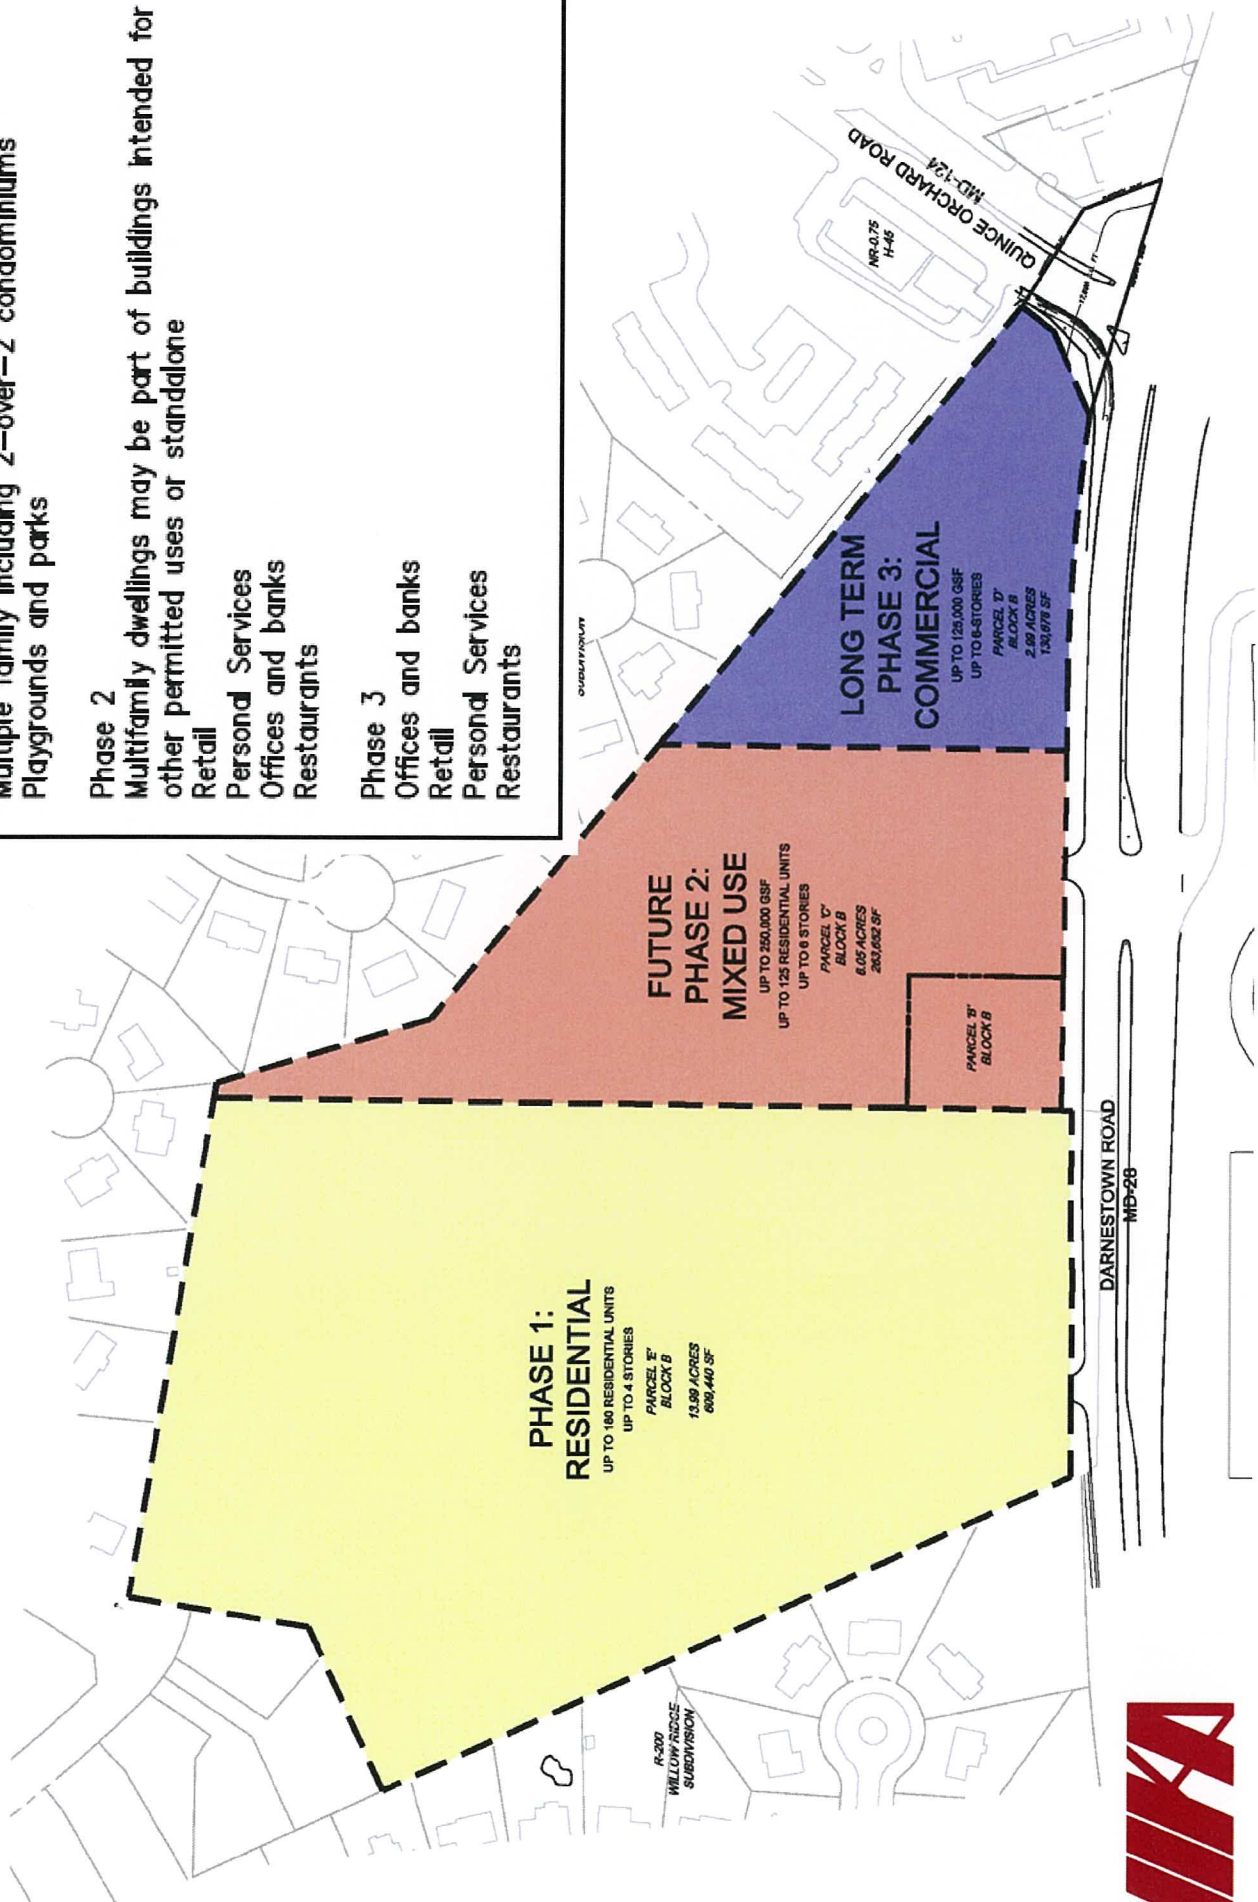 Multiple family including 2-over-2 condominiums
Playgrounds and parks
Phase 2
Multifamily dwellings may be part of buildings intended for
other permitted uses or standalone
Retail
Personal Services
Offices and banks
Restaurants
Phase 3
Offices and banks
Retail
Personal Services
Restaurants
PHASE 1:
RESIDENTIAL
UP TO 180 RESIDENTIAL UNITS
UP TO 4 STORIES
PARCEL 'E'
BLOCK B
13.99 ACRES
609,440 SF
FUTURE
PHASE 2:
MIXED USE
UP TO 250,000 GSF
UP TO 125 RESIDENTIAL UNITS
UP TO 6 STORIES
PARCEL 'C'
BLOCK B
6.05 ACRES
263,692 SF
PARCEL 'B'
BLOCK B
LONG TERM
PHASE 3:
COMMERCIAL
UP TO 125,000 GSF
UP TO 6-STORIES
PARCEL 'D'
BLOCK B
2.99 ACRES
130,678 SF
SUBDIVISION
NR-0.75
H-45
QUINCE ORCHARD ROAD
MD-124
DARNESTOWN ROAD
MD-28
R-200
WILLOW RIDGE
SUBDIVISION